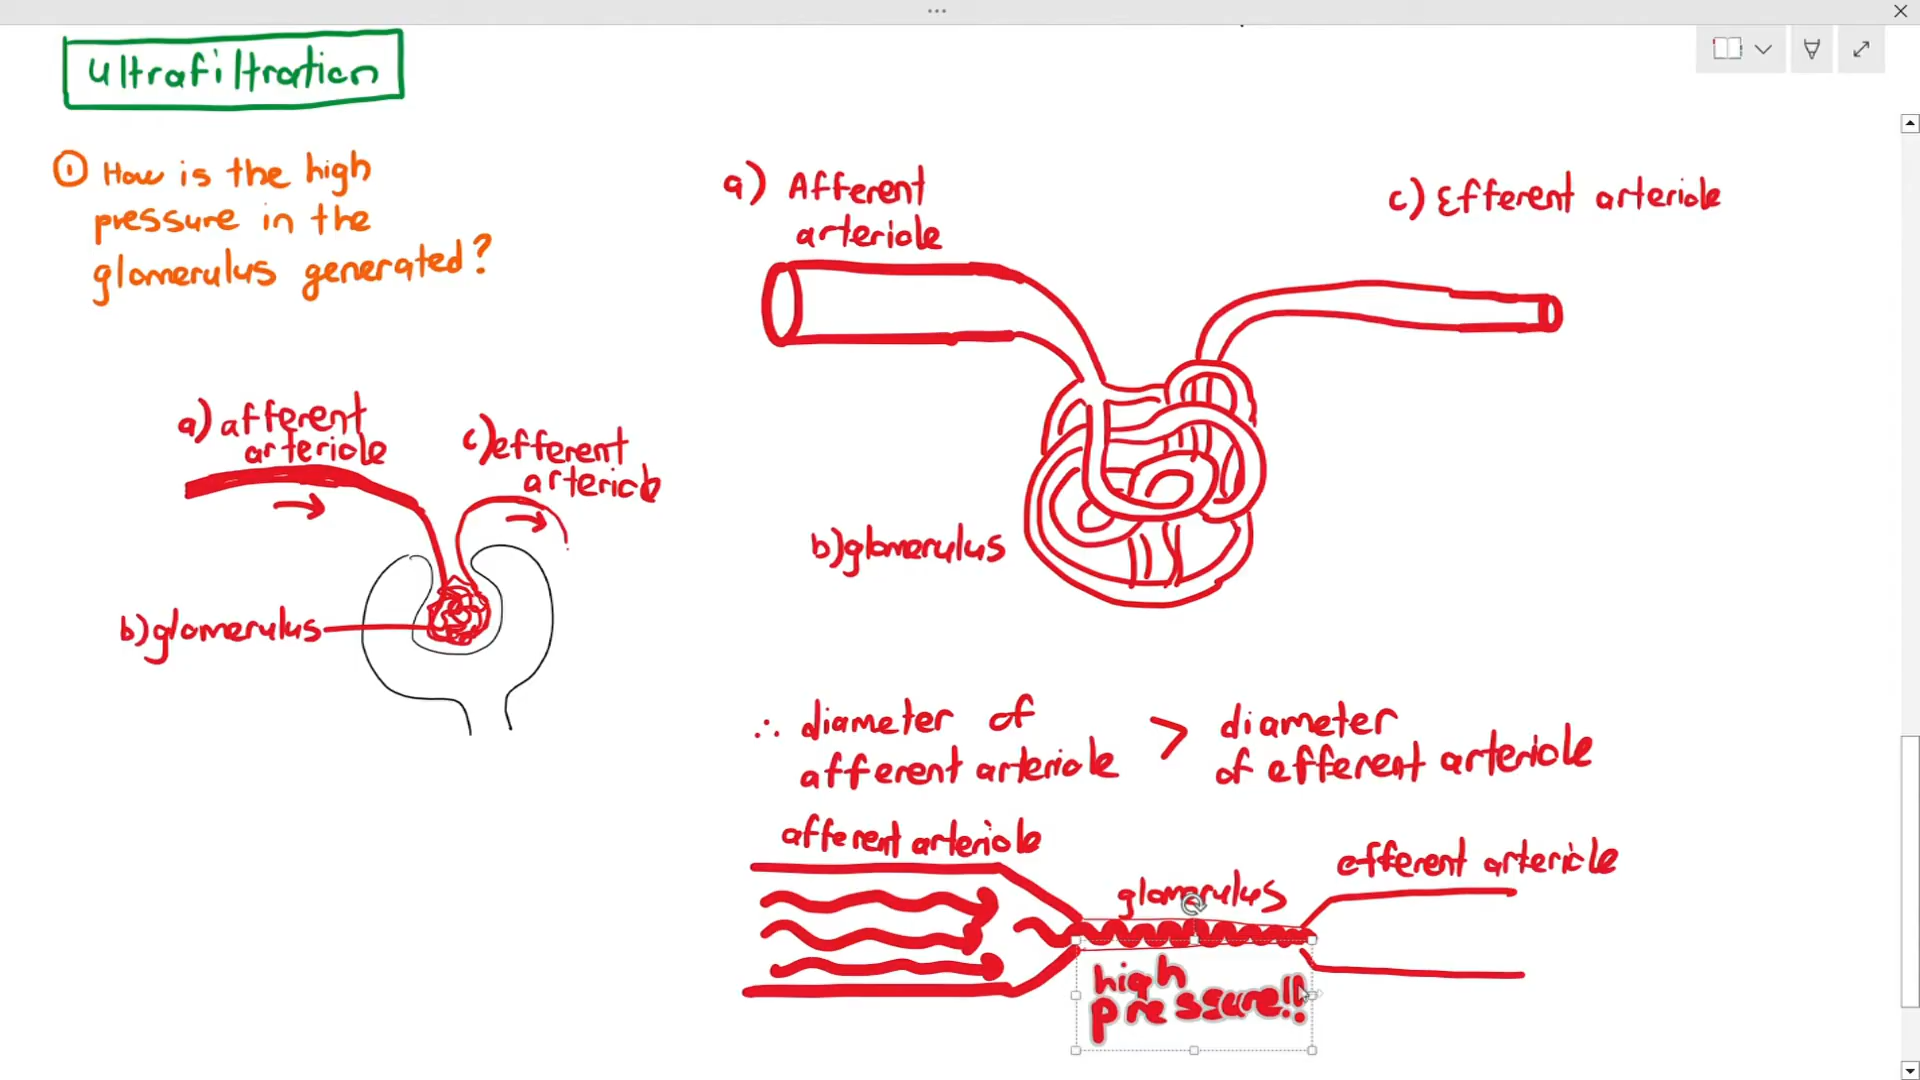 ultrafiltration
① How is the high
pressure in the
glomerulus generated?
a) afferent
arteriole
c) efferent
arteriole
b) glomerulus
a) Afferent
arteriole
c) Efferent arteriole
b) glomerulus
∴ diameter of
afferent arteriole
>
diameter
of efferent arteriole
afferent arteriole
glomerulus
efferent arteriole
high
pressure!!